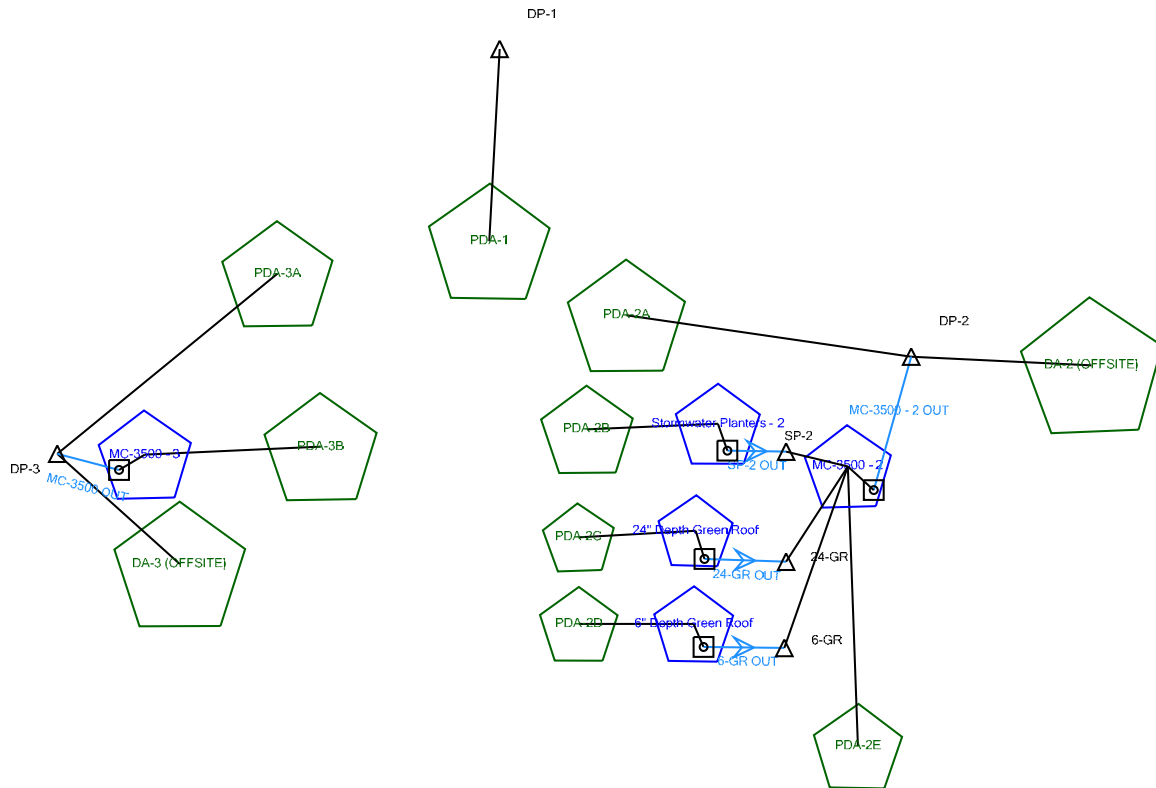 DP-1
PDA-1
PDA-3A
PDA-2A
DP-2
DA-2 (OFFSITE)
MC-3500 - 2 OUT
PDA-2B
Stormwater Planters - 2
SP-2
SP-2 OUT
MC-3500 - 2
PDA-3B
MC-3500 - 3
DP-3
MC-3500 OUT
DA-3 (OFFSITE)
PDA-2C
24" Depth Green Roof
24-GR
24-GR OUT
PDA-2D
6" Depth Green Roof
6-GR
6-GR OUT
PDA-2E